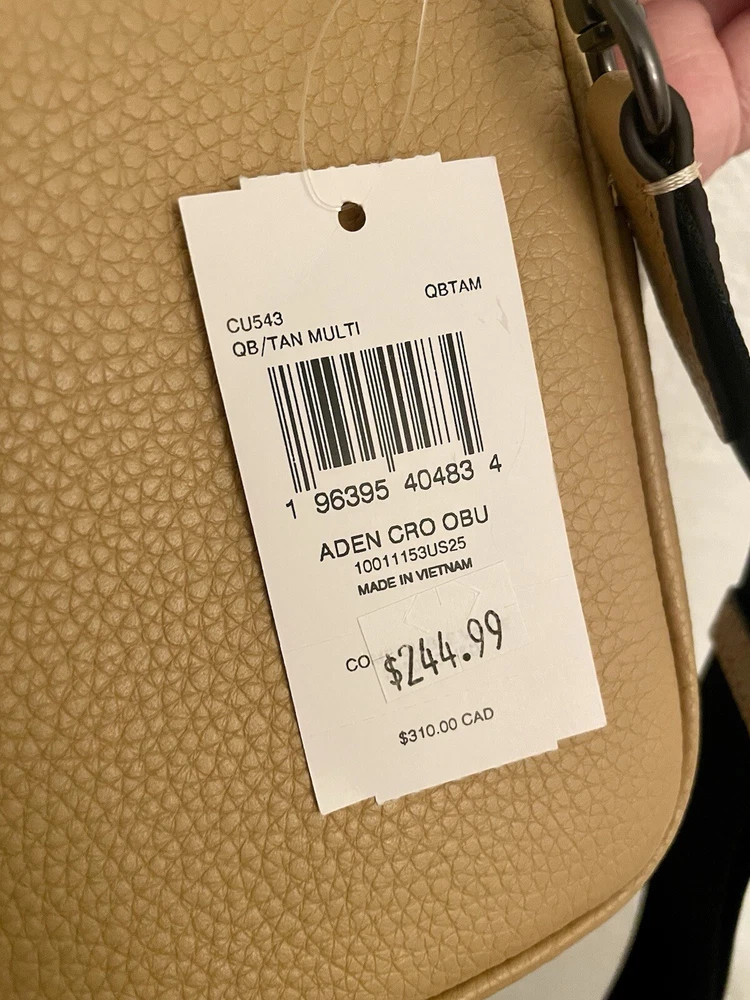 QBTAM
CU543
QB/TAN MULTI
1 96395 40483 4
ADEN CRO OBU
10011153US25
MADE IN VIETNAM
CO
$244.99
$310.00 CAD